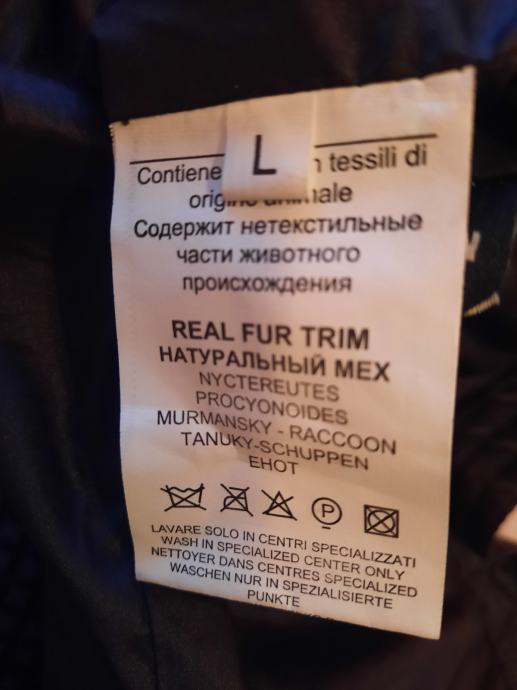 L
Contiene tessili di
Содержит нетекстильные
части животного
происхождения
REAL FUR TRIM
НАТУРАЛЬНЫЙ МЕХ
NYCTEREUTES
PROCYONOIDES
MURMANSKY - RACCOON
TANUKY-SCHUPPEN
ЕНОТ
P
LAVARE SOLO IN CENTRI SPECIALIZZATI
WASH IN SPECIALIZED CENTER ONLY
NETTOYER DANS CENTRES SPECIALIZED
WASCHEN NUR IN SPEZIALISIERTE
PUNKTE